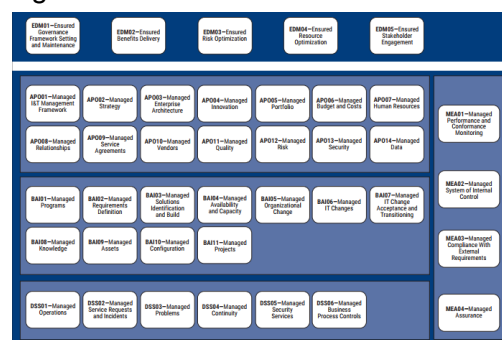 EDM01—Ensured
Governance
Framework Setting
and Maintenance
EDM02—Ensured
Benefits Delivery
EDM03—Ensured
Risk Optimization
EDM04—Ensured
Resource
Optimization
EDM05—Ensured
Stakeholder
Engagement
APO01—Managed
I&T Management
Framework
APO02—Managed
Strategy
APO03—Managed
Enterprise
Architecture
APO04—Managed
Innovation
APO05—Managed
Portfolio
APO06—Managed
Budget and Costs
APO07—Managed
Human Resources
APO08—Managed
Relationships
APO09—Managed
Service
Agreements
APO10—Managed
Vendors
APO11—Managed
Quality
APO12—Managed
Risk
APO13—Managed
Security
APO14—Managed
Data
MEA01—Managed
Performance and
Conformance
Monitoring
BAI01—Managed
Programs
BAI02—Managed
Requirements
Definition
BAI03—Managed
Solutions
Identification
and Build
BAI04—Managed
Availability
and Capacity
BAI05—Managed
Organizational
Change
BAI06—Managed
IT Changes
BAI07—Managed
IT Change
Acceptance and
Transitioning
MEA02—Managed
System of Internal
Control
BAI08—Managed
Knowledge
BAI09—Managed
Assets
BAI10—Managed
Configuration
BAI11—Managed
Projects
MEA03—Managed
Compliance With
External
Requirements
DSS01—Managed
Operations
DSS02—Managed
Service Requests
and Incidents
DSS03—Managed
Problems
DSS04—Managed
Continuity
DSS05—Managed
Security
Services
DSS06—Managed
Business
Process Controls
MEA04—Managed
Assurance